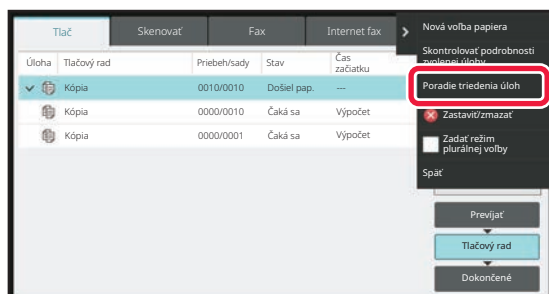 Tlač
Skenovať
Fax
Internet fax
Úloha
Tlačový rad
Priebeh/sady
Stav
Čas
začiatku
Kópia
0010/0010
Došiel pap.
---
Kópia
0000/0010
Čaká sa
Výpočet
Kópia
0000/0001
Čaká sa
Výpočet
Nová voľba papiera
Skontrolovať podrobnosti
zvolenej úlohy
Poradie triedenia úloh
Zastaviť/zmazať
Zadať režim
plurálnej voľby
Späť
Prevíjať
Tlačový rad
Dokončené